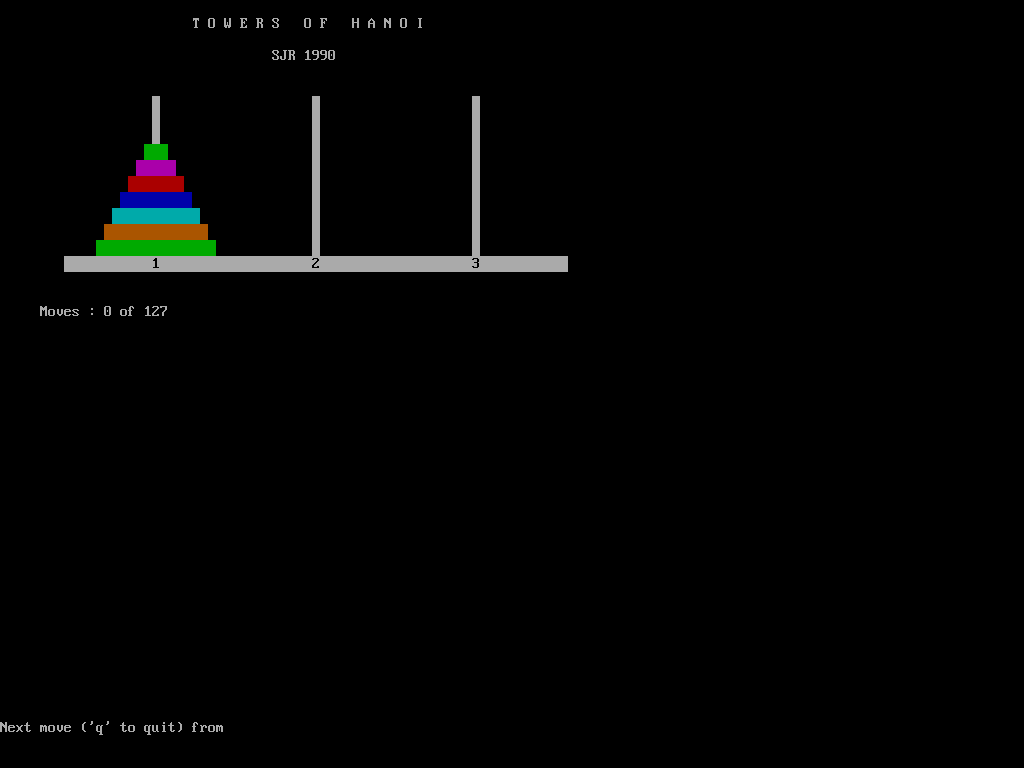 T O W E R S   O F   H A N O I
SJR 1990
1 2 3
Moves : 0 of 127
Next move ('q' to quit) from